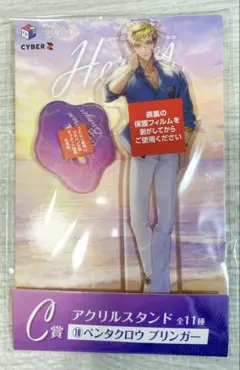 CYBER Z
Heroes
表裏の
保護フィルムを
剥がしてから
ご使用ください
C賞
アクリルスタンド 全11種
⑩ペンタクロウ ブリンガー